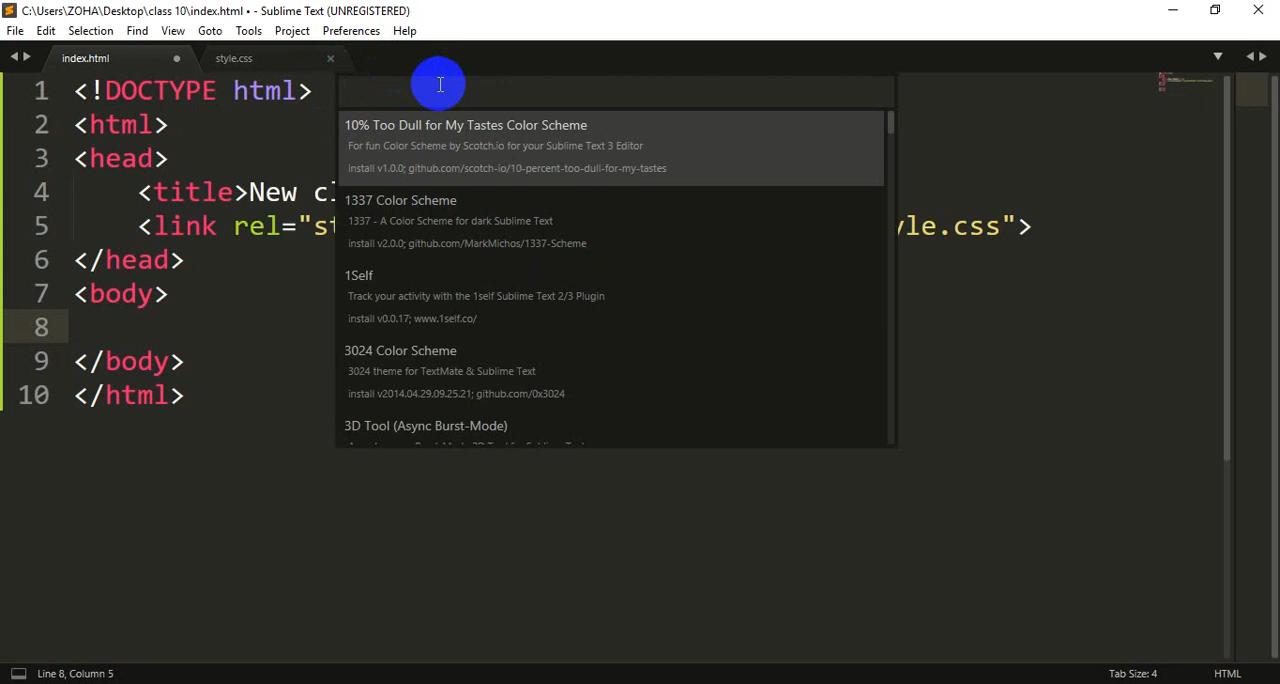 C:\Users\ZOHA\Desktop\class 10\index.html • - Sublime Text (UNREGISTERED)
File Edit Selection Find View Goto Tools Project Preferences Help
index.html style.css
1 <!DOCTYPE html>
2 <html>
3 <head>
4 <title>New cl
5 <link rel="st yle.css">
6 </head>
7 <body>
8
9 </body>
10 </html>
10% Too Dull for My Tastes Color Scheme
For fun Color Scheme by Scotch.io for your Sublime Text 3 Editor
install v1.0.0; github.com/scotch-io/10-percent-too-dull-for-my-tastes
1337 Color Scheme
1337 - A Color Scheme for dark Sublime Text
install v2.0.0; github.com/MarkMichos/1337-Scheme
1Self
Track your activity with the 1self Sublime Text 2/3 Plugin
install v0.0.17; www.1self.co/
3024 Color Scheme
3024 theme for TextMate & Sublime Text
install v2014.04.29.09.25.21; github.com/0x3024
3D Tool (Async Burst-Mode)
Line 8, Column 5
Tab Size: 4
HTML